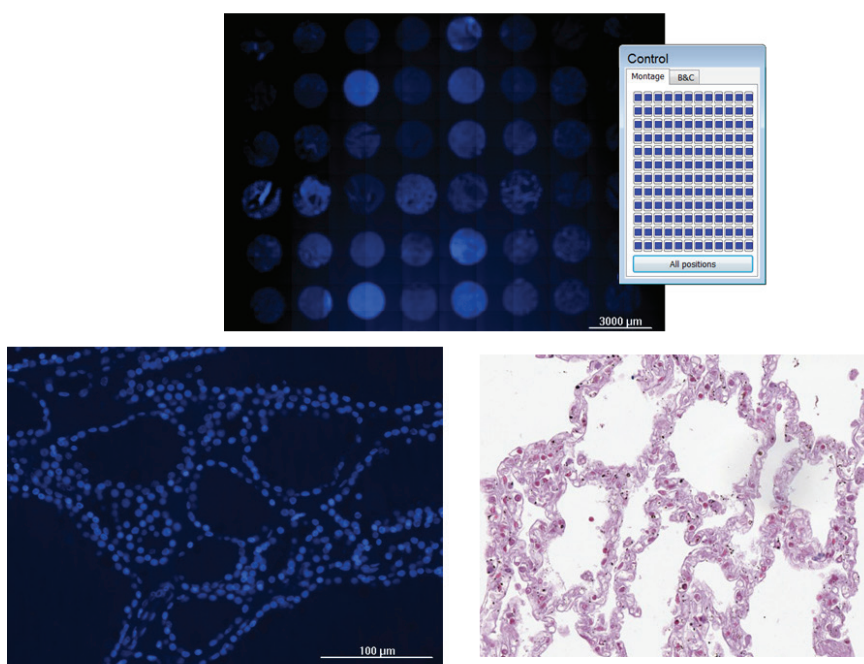 Control
Montage
B&C
All positions
3000 µm
100 µm